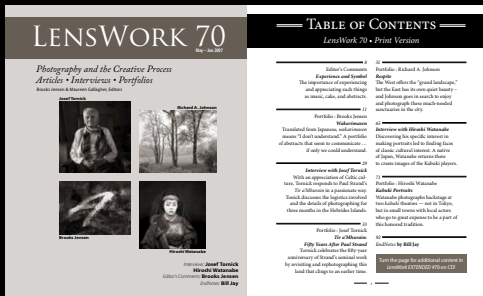 LENSWORK 70
May – Jun 2007
Photography and the Creative Process
Articles • Interviews • Portfolios
Brooks Jensen & Maureen Gallagher, Editors
Josef Tornick
Richard A. Johnson
Brooks Jensen
Hiroshi Watanabe
Interviews: Josef Tornick
Hiroshi Watanabe
Editor's Comments: Brooks Jensen
EndNotes: Bill Jay
TABLE OF CONTENTS
LensWork 70 • Print Version
8
Editor's Comments
Experience and Symbol
The importance of experiencing
and appreciating such things
as music, cake, and abstracts.
11
Portfolio : Brooks Jensen
Wakarimasen
Translated from Japanese, wakarimasen
means "I don't understand." A portfolio
of abstracts that seem to communicate …
if only we could understand.
29
Interview with Josef Tornick
With an appreciation of Celtic cul-
ture, Tornick responds to Paul Strand's
Tir a'Mhurain in a passionate way.
Tornick discusses the logistics involved
and the details of photographing for
three months in the Hebrides Islands.
33
Portfolio : Josef Tornick
Tir a'Mhurain
Fifty Years After Paul Strand
Tornick celebrates the fifty-year
anniversary of Strand's seminal work
by revisiting and rephotographing this
land that clings to an earlier time.
51
Portfolio : Richard A. Johnson
Respite
The West offers the "grand landscape,"
but the East has its own quiet beauty –
and Johnson goes in search to enjoy
and photograph these much-needed
sanctuaries in the city.
65
Interview with Hiroshi Watanabe
Discovering his specific interest in
making portraits led to finding faces
of classic cultural interest. A native
of Japan, Watanabe returns there
to create images of the Kabuki players.
71
Portfolio : Hiroshi Watanabe
Kabuki Portraits
Watanabe photographs backstage at
two kabuki theaters — not in Tokyo,
but in small towns with local actors
who go to great expense to be a part of
this honored tradition.
92
EndNotes by Bill Jay
Turn the page for additional content in
LensWork EXTENDED #70 on CD!